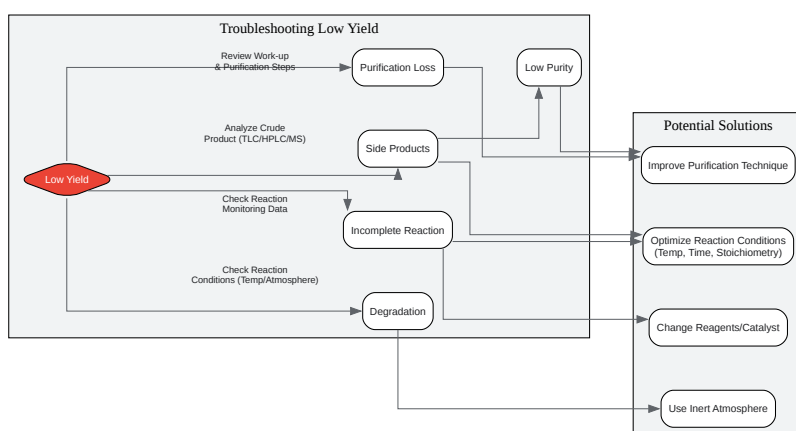 Troubleshooting Low Yield
Review Work-up
& Purification Steps
Purification Loss
Low Purity
Analyze Crude
Product (TLC/HPLC/MS)
Side Products
Low Yield
Check Reaction
Monitoring Data
Incomplete Reaction
Check Reaction
Conditions (Temp/Atmosphere)
Degradation
Potential Solutions
Improve Purification Technique
Optimize Reaction Conditions
(Temp, Time, Stoichiometry)
Change Reagents/Catalyst
Use Inert Atmosphere